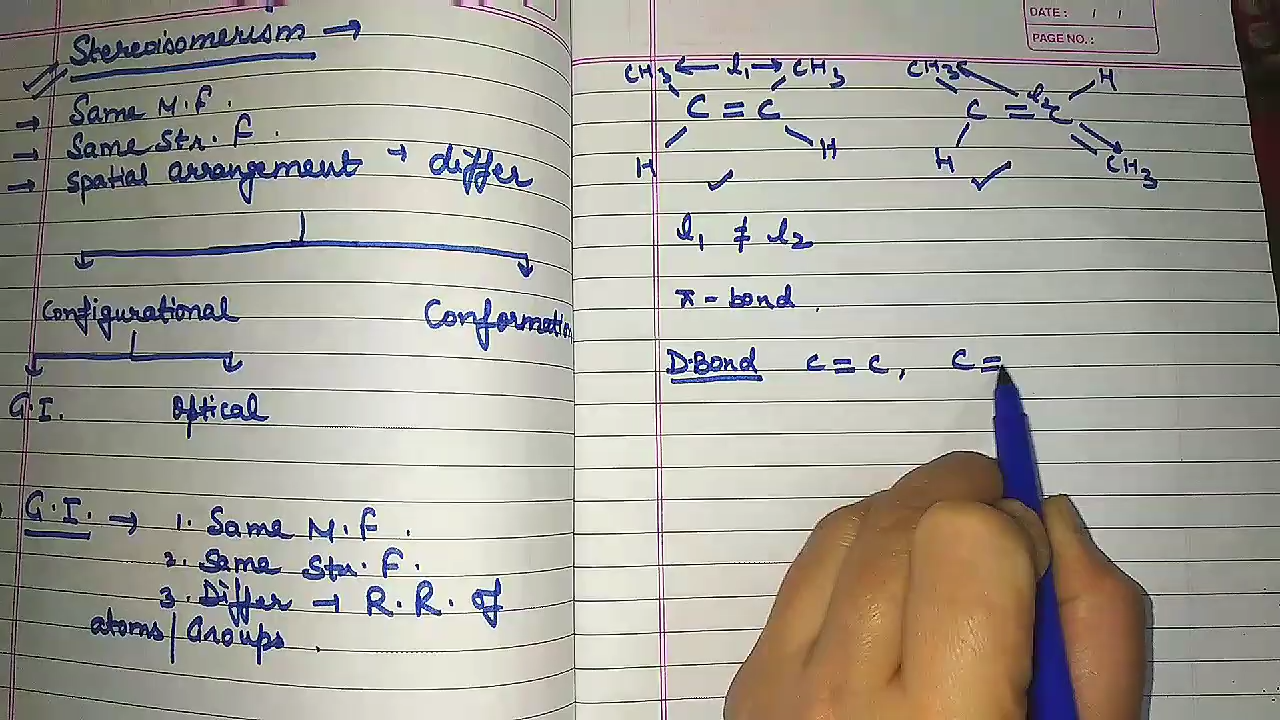 Stereoisomerism →
→ Same M.F.
→ Same Str. F.
→ Spatial arrangement → differ
Configurational Conformation
G.I. Optical
G.I. → 1. Same M.F.
2. Same Str. F.
3. Differ → R.R. of
atoms/Groups.
DATE: / /
PAGE NO.:
CH3 ← l1 → CH3
C = C
H H
✓
CH3 H
C = C
l2
H CH3
✓
l1 ≠ l2
π-bond.
D.Bond C = C, C =